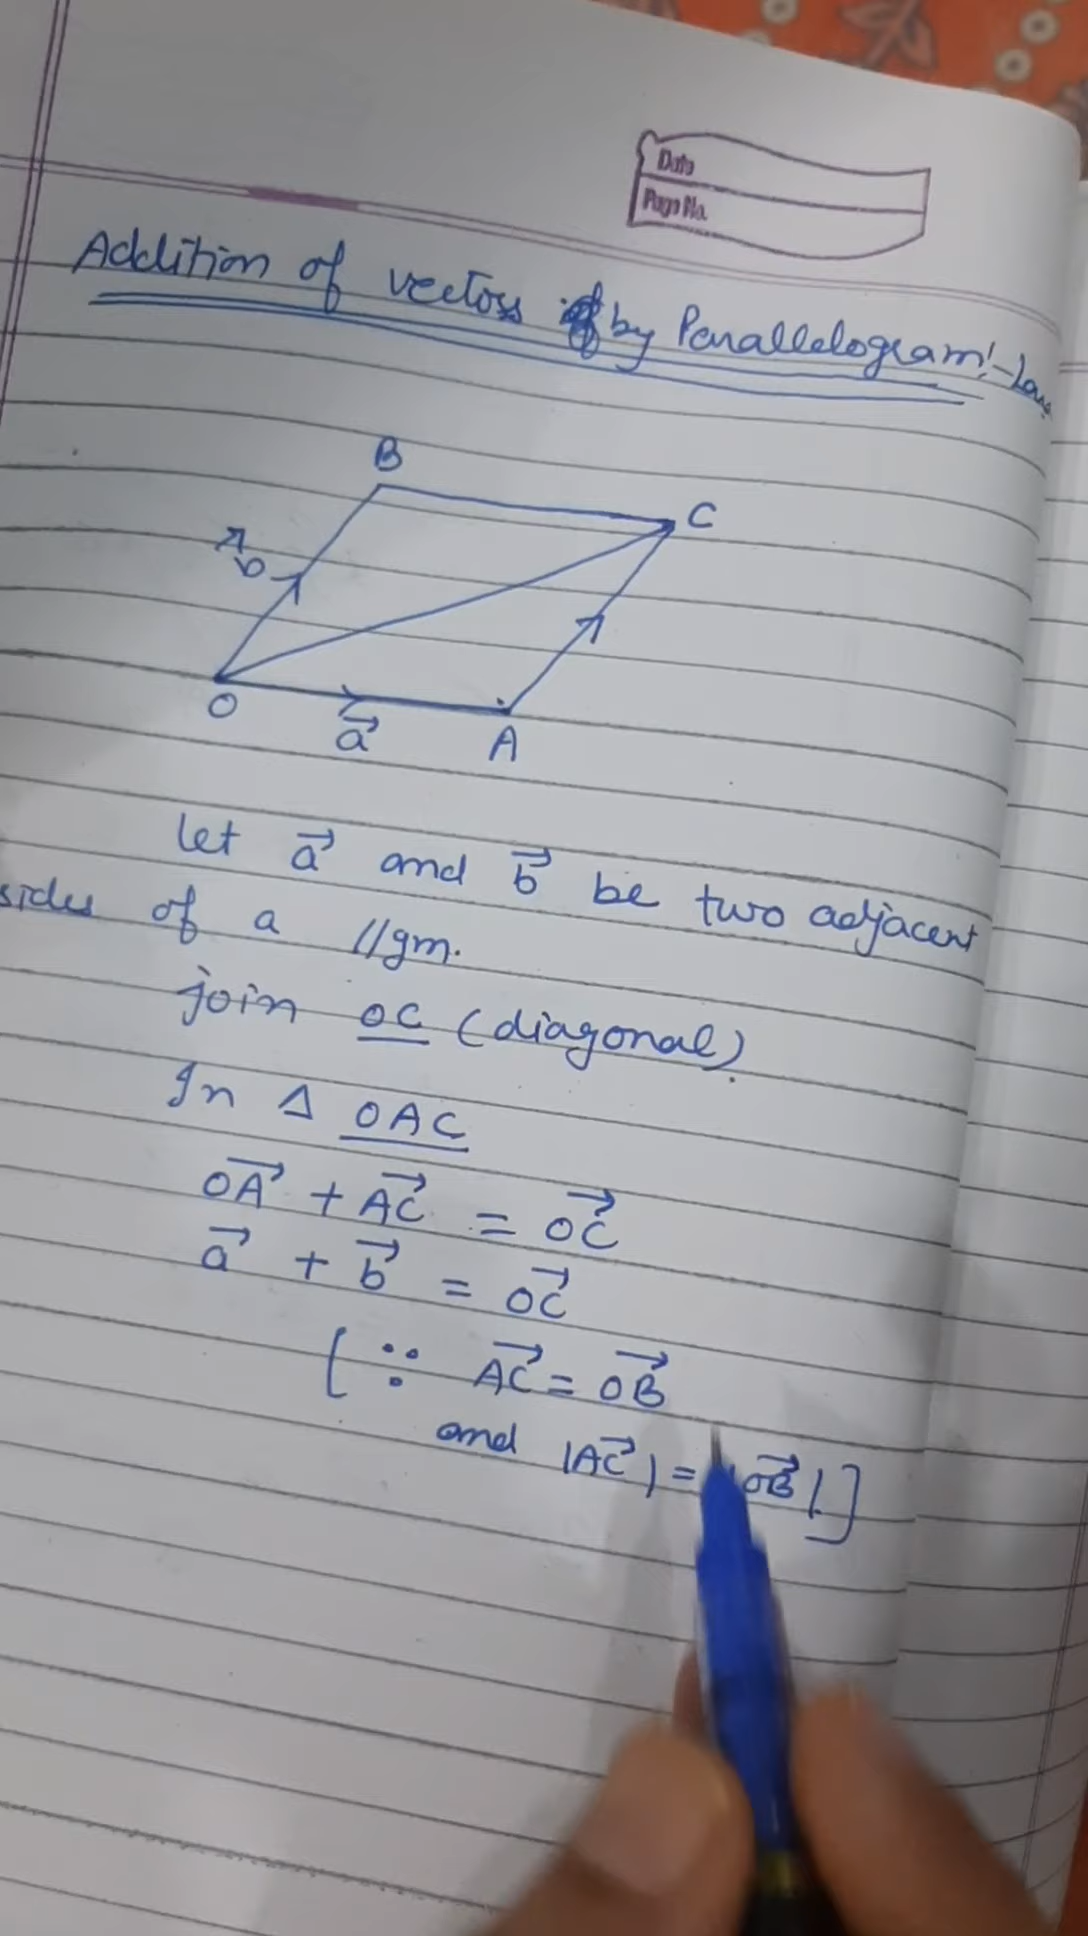 Date
Page No.
Addition of vectors by Parallelogram:- Law
B
C
b
O
a
A
let a⃗ and b⃗ be two adjacent
sides of a ||gm.
join OC (diagonal).
In Δ OAC
OA⃗ + AC⃗ = OC⃗
a⃗ + b⃗ = OC⃗
[ ∵ AC⃗ = OB⃗
and |AC⃗| = |OB⃗| ]